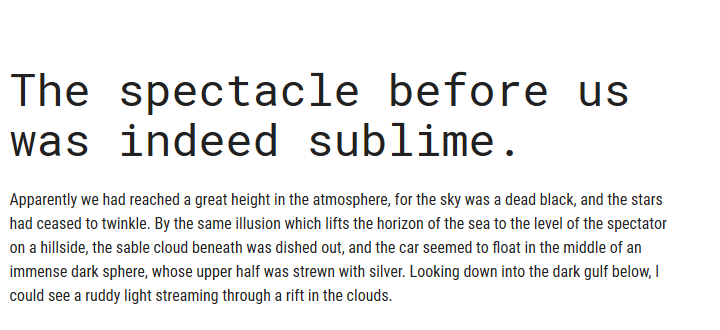 The spectacle before us
was indeed sublime.
Apparently we had reached a great height in the atmosphere, for the sky was a dead black, and the stars
had ceased to twinkle. By the same illusion which lifts the horizon of the sea to the level of the spectator
on a hillside, the sable cloud beneath was dished out, and the car seemed to float in the middle of an
immense dark sphere, whose upper half was strewn with silver. Looking down into the dark gulf below, I
could see a ruddy light streaming through a rift in the clouds.